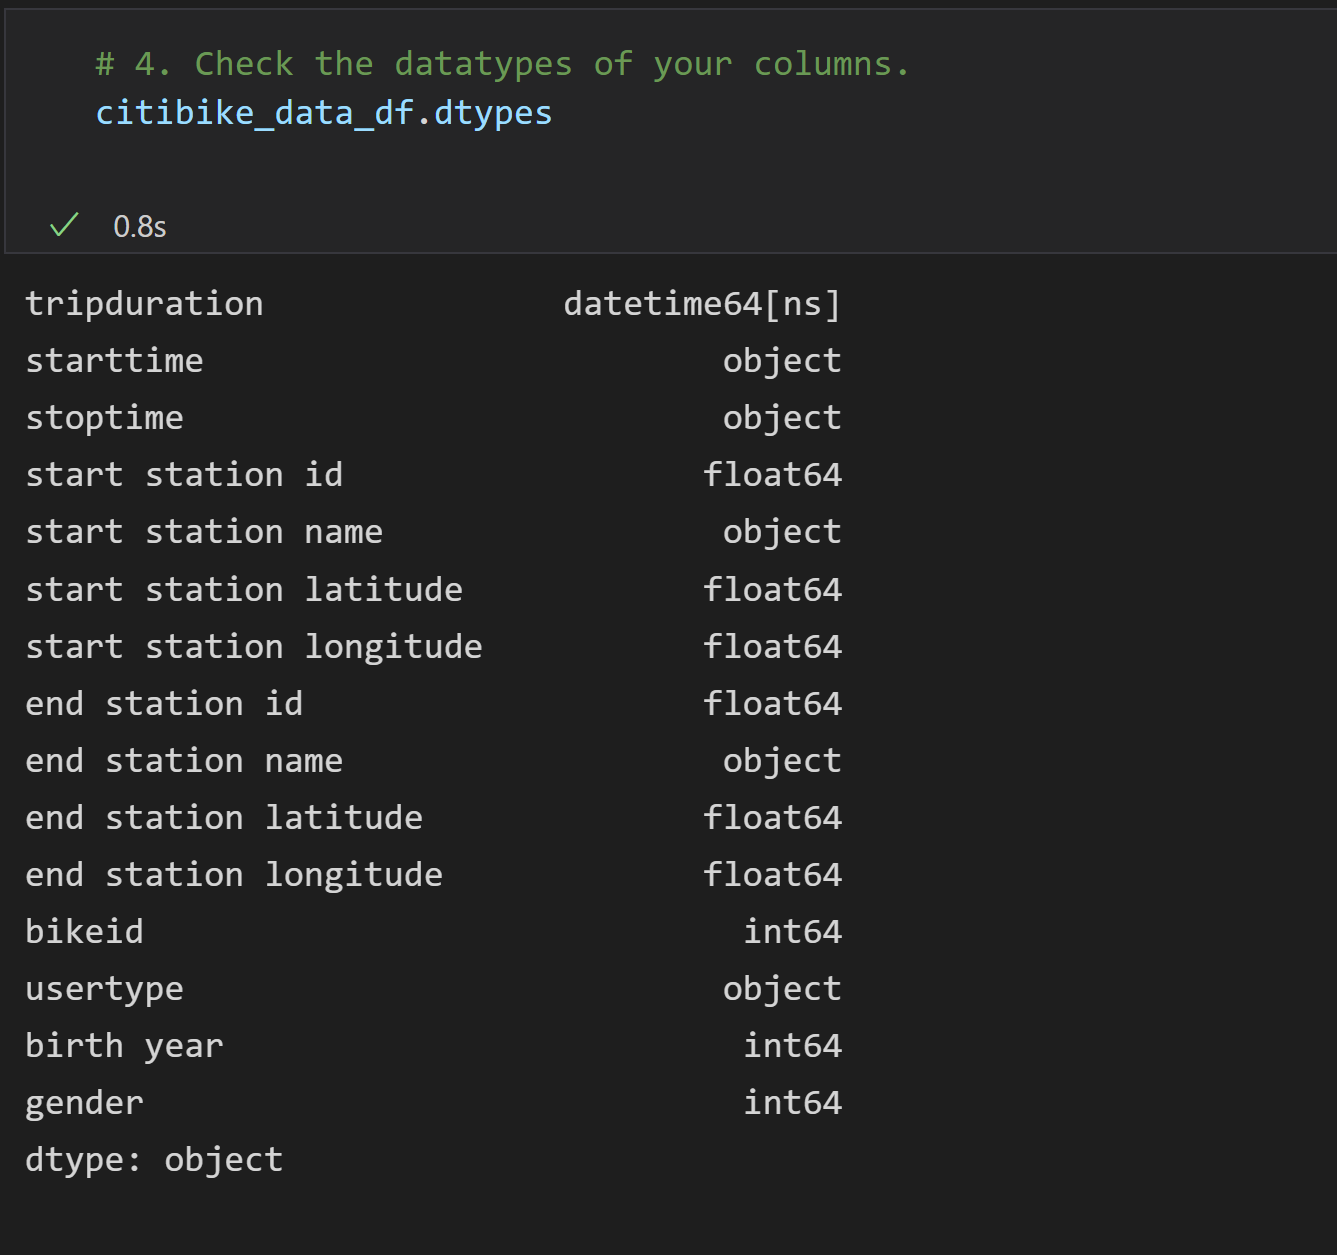 # 4. Check the datatypes of your columns.
citibike_data_df.dtypes
0.8s
tripduration datetime64[ns]
starttime object
stoptime object
start station id float64
start station name object
start station latitude float64
start station longitude float64
end station id float64
end station name object
end station latitude float64
end station longitude float64
bikeid int64
usertype object
birth year int64
gender int64
dtype: object